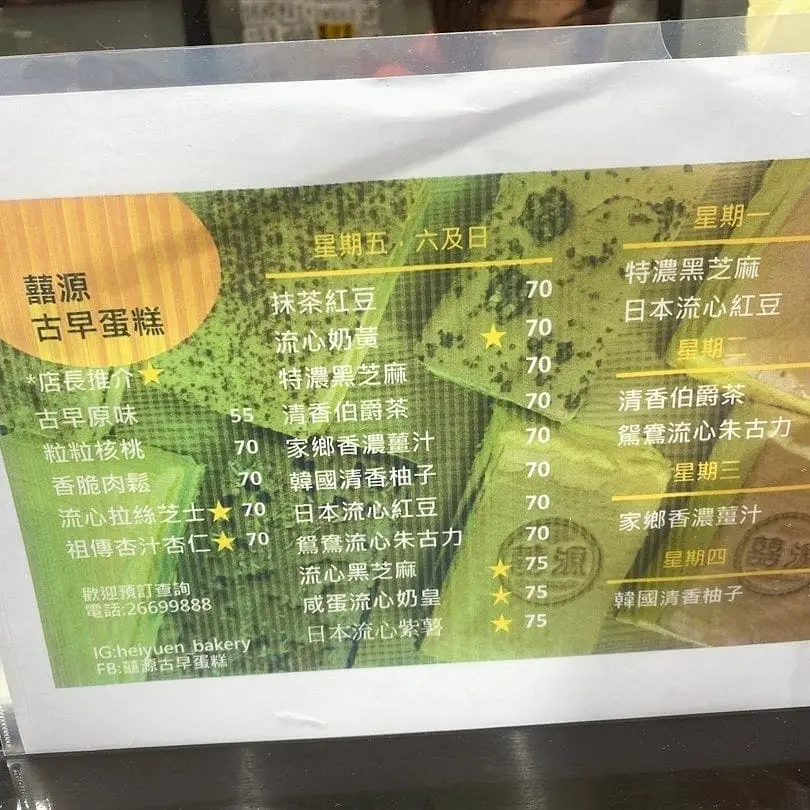 囍源
古早蛋糕
*店長推介★
古早原味 55
粒粒核桃 70
香脆肉鬆 70
流心拉絲芝士★ 70
祖傳杏汁杏仁★ 70
歡迎預訂查詢
電話:26699888
IG:heiyuen_bakery
FB:囍源古早蛋糕
星期五，六及日
抹茶紅豆 70
流心奶黃 ★ 70
特濃黑芝麻 70
清香伯爵茶 70
家鄉香濃薑汁 70
韓國清香柚子 70
日本流心紅豆 70
鴛鴦流心朱古力 70
流心黑芝麻 ★ 75
咸蛋流心奶皇 ★ 75
日本流心紫薯 ★ 75
星期一
特濃黑芝麻
日本流心紅豆
星期二
清香伯爵茶
鴛鴦流心朱古力
星期三
家鄉香濃薑汁
星期四
韓國清香柚子
囍源
囍源